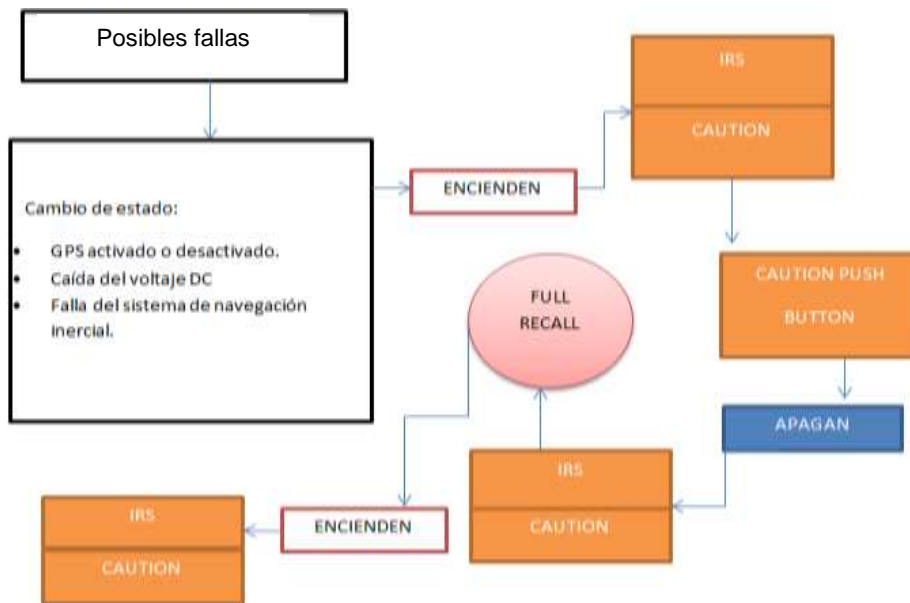 Posibles fallas
Cambio de estado:
• GPS activado o desactivado.
• Caída del voltaje DC
• Falla del sistema de navegación
inercial.
ENCIENDEN
IRS
CAUTION
CAUTION PUSH
BUTTON
APAGAN
IRS
CAUTION
FULL
RECALL
ENCIENDEN
IRS
CAUTION